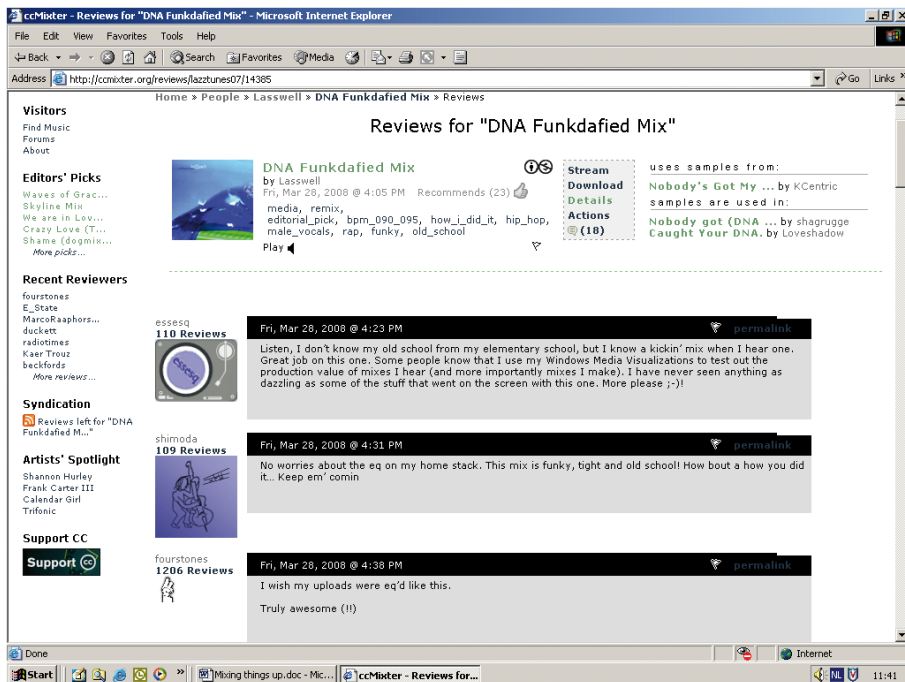 ccMixter - Reviews for "DNA Funkdafied Mix" - Microsoft Internet Explorer
File Edit View Favorites Tools Help
Back Search Favorites Media
Address http://ccmixter.org/reviews/lazztunes07/14385 Go Links »
Home » People » Lasswell » DNA Funkdafied Mix » Reviews
Visitors
Find Music
Forums
About
Editors' Picks
Waves of Grac...
Skyline Mix
We are in Lov...
Crazy Love (T...
Shame (dogmix...
More picks...
Recent Reviewers
fourstones
E_State
MarcoRaaphors...
duckett
radiotimes
Kaer Trouz
beckfords
More reviews...
Syndication
Reviews left for "DNA
Funkdafied M..."
Artists' Spotlight
Shannon Hurley
Frank Carter III
Calendar Girl
Trifonic
Support CC
Support cc
Reviews for "DNA Funkdafied Mix"
DNA Funkdafied Mix
by Lasswell
Fri, Mar 28, 2008 @ 4:05 PM Recommends (23)
media, remix,
editorial_pick, bpm_090_095, how_i_did_it, hip_hop,
male_vocals, rap, funky, old_school
Play
Stream
Download
Details
Actions
(18)
uses samples from:
Nobody's Got My ... by KCentric
samples are used in:
Nobody got (DNA ... by shagrugge
Caught Your DNA. by Loveshadow
essesq
110 Reviews
essesq
Fri, Mar 28, 2008 @ 4:23 PM permalink
Listen, I don't know my old school from my elementary school, but I know a kickin' mix when I hear one.
Great job on this one. Some people know that I use my Windows Media Visualizations to test out the
production value of mixes I hear (and more importantly mixes I make). I have never seen anything as
dazzling as some of the stuff that went on the screen with this one. More please ;-)!
shimoda
109 Reviews
Fri, Mar 28, 2008 @ 4:31 PM permalink
No worries about the eq on my home stack. This mix is funky, tight and old school! How bout a how you did
it... Keep em' comin
fourstones
1206 Reviews
Fri, Mar 28, 2008 @ 4:38 PM permalink
I wish my uploads were eq'd like this.
Truly awesome (!!)
Done Internet
Start » Mixing things up.doc - Mic... ccMixter - Reviews for... NL 11:41